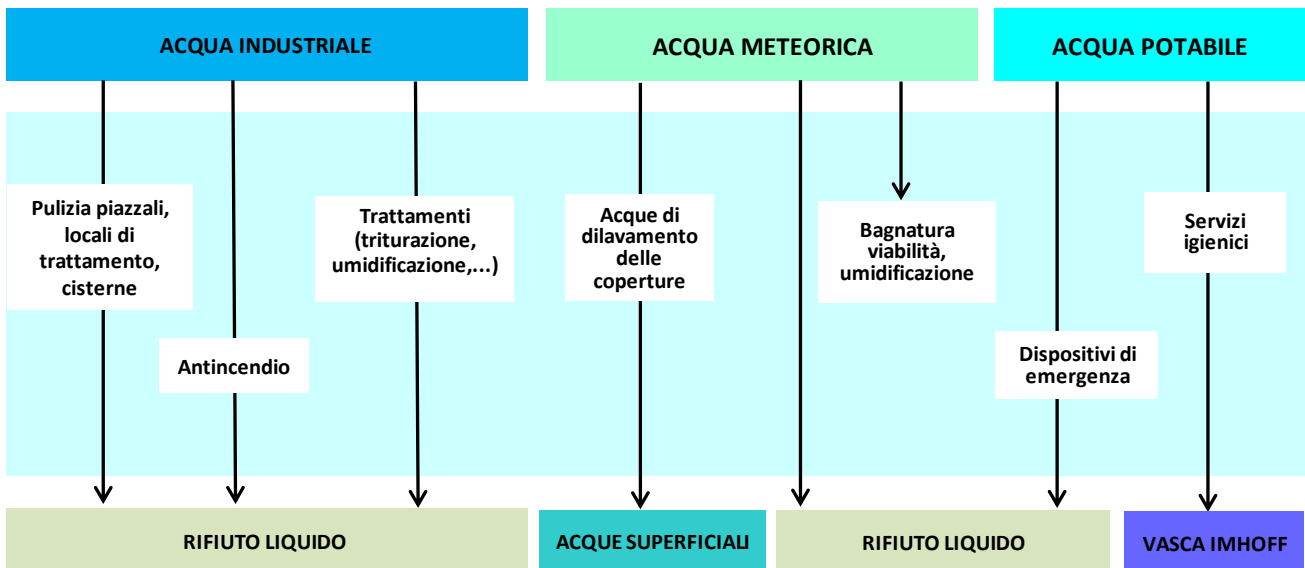 ACQUA INDUSTRIALE
ACQUA METEORICA
ACQUA POTABILE
Pulizia piazzali,
locali di
trattamento,
cisterne
Antincendio
Trattamenti
(triturazione,
umidificazione,...)
Acque di
dilavamento
delle
coperture
Bagnatura
viabilità,
umidificazione
Dispositivi di
emergenza
Servizi
igienici
RIFIUTO LIQUIDO
ACQUE SUPERFICIALI
RIFIUTO LIQUIDO
VASCA IMHOFF